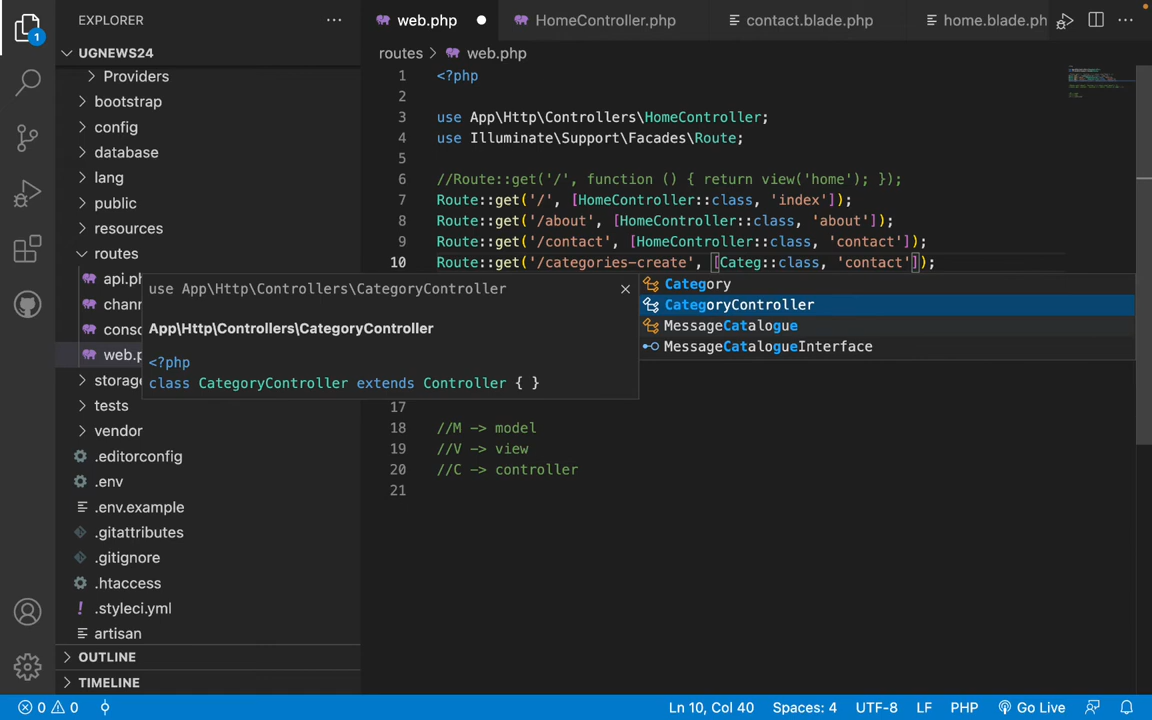 EXPLORER
web.php
HomeController.php
contact.blade.php
home.blade.ph
1
UGNEWS24
routes > web.php
Providers
bootstrap
config
database
lang
public
resources
routes
api.ph
chann
conso
web.p
storage
tests
vendor
.editorconfig
.env
.env.example
.gitattributes
.gitignore
.htaccess
.styleci.yml
artisan
OUTLINE
TIMELINE
1 <?php
2
3 use App\Http\Controllers\HomeController;
4 use Illuminate\Support\Facades\Route;
5
6 //Route::get('/', function () { return view('home'); });
7 Route::get('/', [HomeController::class, 'index']);
8 Route::get('/about', [HomeController::class, 'about']);
9 Route::get('/contact', [HomeController::class, 'contact']);
10 Route::get('/categories-create', [Categ::class, 'contact']);
use App\Http\Controllers\CategoryController
App\Http\Controllers\CategoryController
<?php
class CategoryController extends Controller { }
Category
CategoryController
MessageCatalogue
MessageCatalogueInterface
17
18 //M -> model
19 //V -> view
20 //C -> controller
21
0 0
Ln 10, Col 40
Spaces: 4
UTF-8
LF
PHP
Go Live